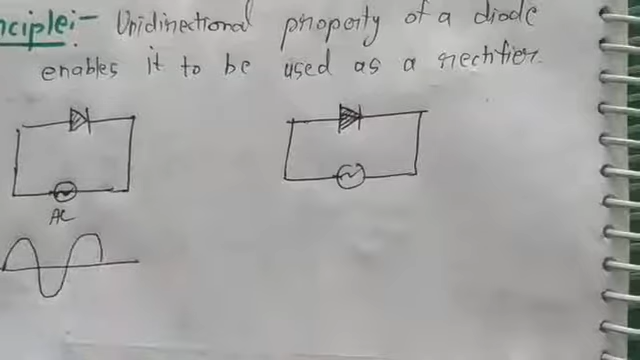 nciple:- Unidirectional property of a diode
enables it to be used as a rectifier.
AC